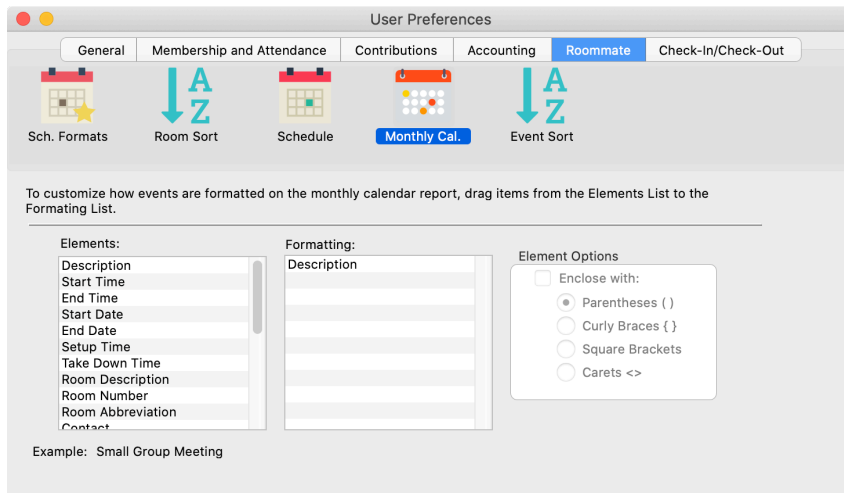 User Preferences
General Membership and Attendance Contributions Accounting Roommate Check-In/Check-Out
A Z A Z
Sch. Formats Room Sort Schedule Monthly Cal. Event Sort
To customize how events are formatted on the monthly calendar report, drag items from the Elements List to the
Formating List.
Elements: Formatting:
Element Options
Description Description
Start Time Enclose with:
End Time Parentheses ( )
Start Date
End Date Curly Braces { }
Setup Time Square Brackets
Take Down Time
Room Description Carets <>
Room Number
Room Abbreviation
Contact
Example: Small Group Meeting